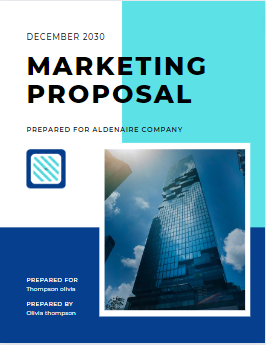 DECEMBER 2030
MARKETING
PROPOSAL
PREPARED FOR ALDENAIRE COMPANY
PREPARED FOR
Thompson olivia
PREPARED BY
Olivia thompson